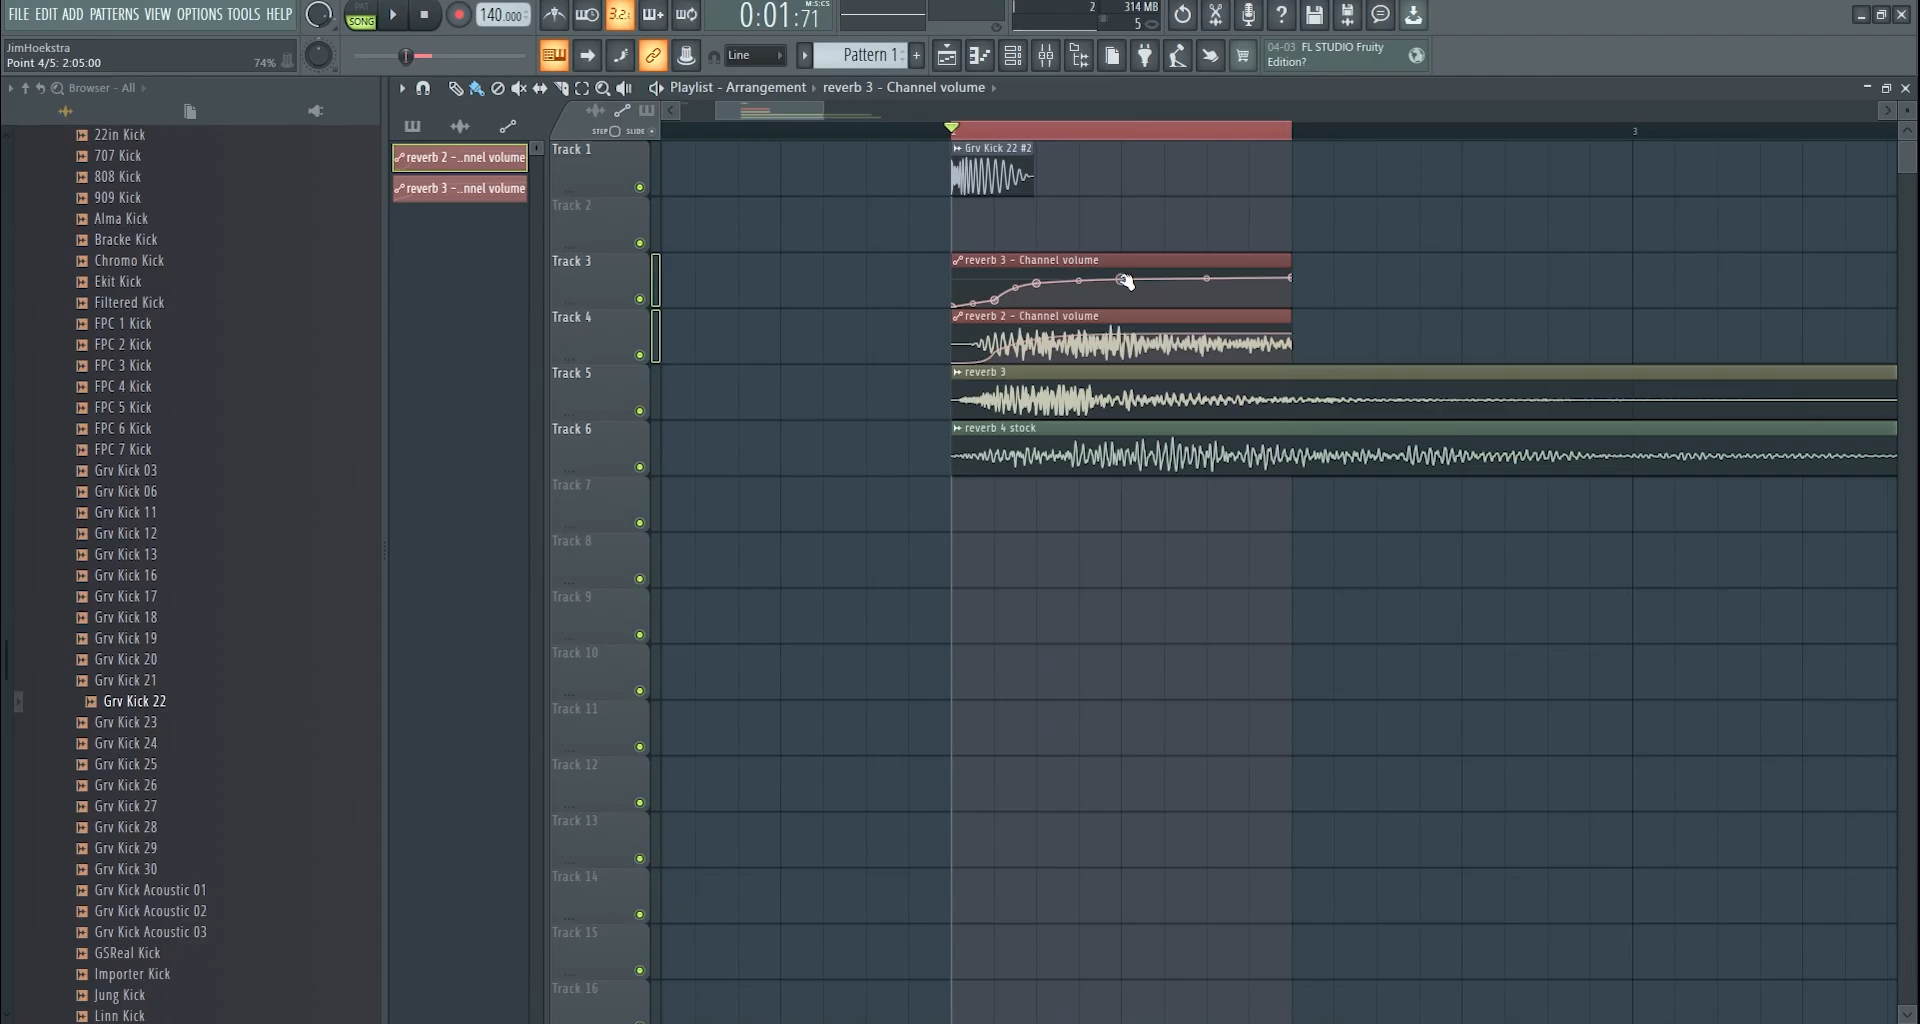 FILE EDIT ADD PATTERNS VIEW OPTIONS TOOLS HELP
PAT
SONG
140.000
3.2.
0:01:71
M:S:CS
2
314 MB
5
JimHoekstra
Point 4/5: 2:05:00
74%
Line
Pattern 1
04-03 FL STUDIO Fruity
Edition?
Browser - All
Playlist - Arrangement
reverb 3 - Channel volume
STEP
SLIDE
3
reverb 2 -..nnel volume
reverb 3 -..nnel volume
22in Kick
707 Kick
808 Kick
909 Kick
Alma Kick
Bracke Kick
Chromo Kick
Ekit Kick
Filtered Kick
FPC 1 Kick
FPC 2 Kick
FPC 3 Kick
FPC 4 Kick
FPC 5 Kick
FPC 6 Kick
FPC 7 Kick
Grv Kick 03
Grv Kick 06
Grv Kick 11
Grv Kick 12
Grv Kick 13
Grv Kick 16
Grv Kick 17
Grv Kick 18
Grv Kick 19
Grv Kick 20
Grv Kick 21
Grv Kick 22
Grv Kick 23
Grv Kick 24
Grv Kick 25
Grv Kick 26
Grv Kick 27
Grv Kick 28
Grv Kick 29
Grv Kick 30
Grv Kick Acoustic 01
Grv Kick Acoustic 02
Grv Kick Acoustic 03
GSReal Kick
Importer Kick
Jung Kick
Linn Kick
Track 1
Grv Kick 22 #2
Track 2
Track 3
reverb 3 - Channel volume
Track 4
reverb 2 - Channel volume
Track 5
reverb 3
Track 6
reverb 4 stock
Track 7
Track 8
Track 9
Track 10
Track 11
Track 12
Track 13
Track 14
Track 15
Track 16